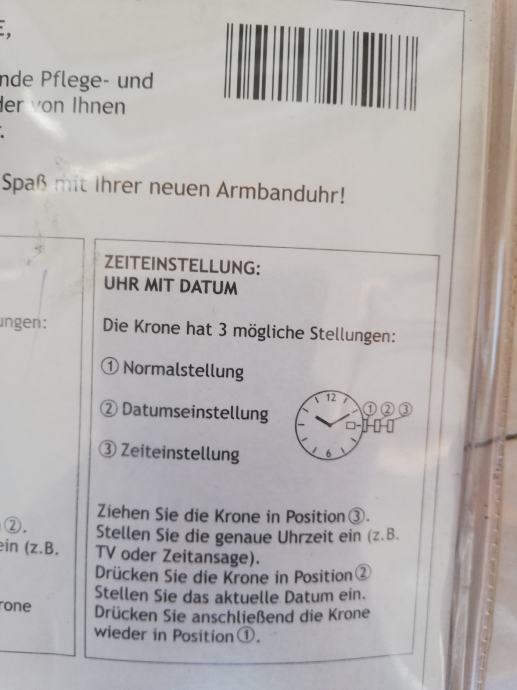 E,
nde Pflege- und
der von Ihnen
r.
Spaß mit Ihrer neuen Armbanduhr!
ungen:
②.
ein (z.B.
rone
ZEITEINSTELLUNG:
UHR MIT DATUM
Die Krone hat 3 mögliche Stellungen:
① Normalstellung
② Datumseinstellung
③ Zeiteinstellung
12
6
① ② ③
Ziehen Sie die Krone in Position ③.
Stellen Sie die genaue Uhrzeit ein (z.B.
TV oder Zeitansage).
Drücken Sie die Krone in Position ②
Stellen Sie das aktuelle Datum ein.
Drücken Sie anschließend die Krone
wieder in Position ①.